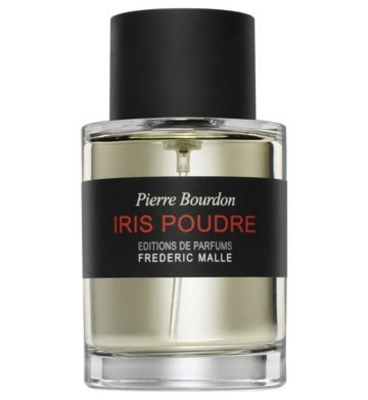 Pierre Bourdon
IRIS POUDRE
EDITIONS DE PARFUMS
FREDERIC MALLE